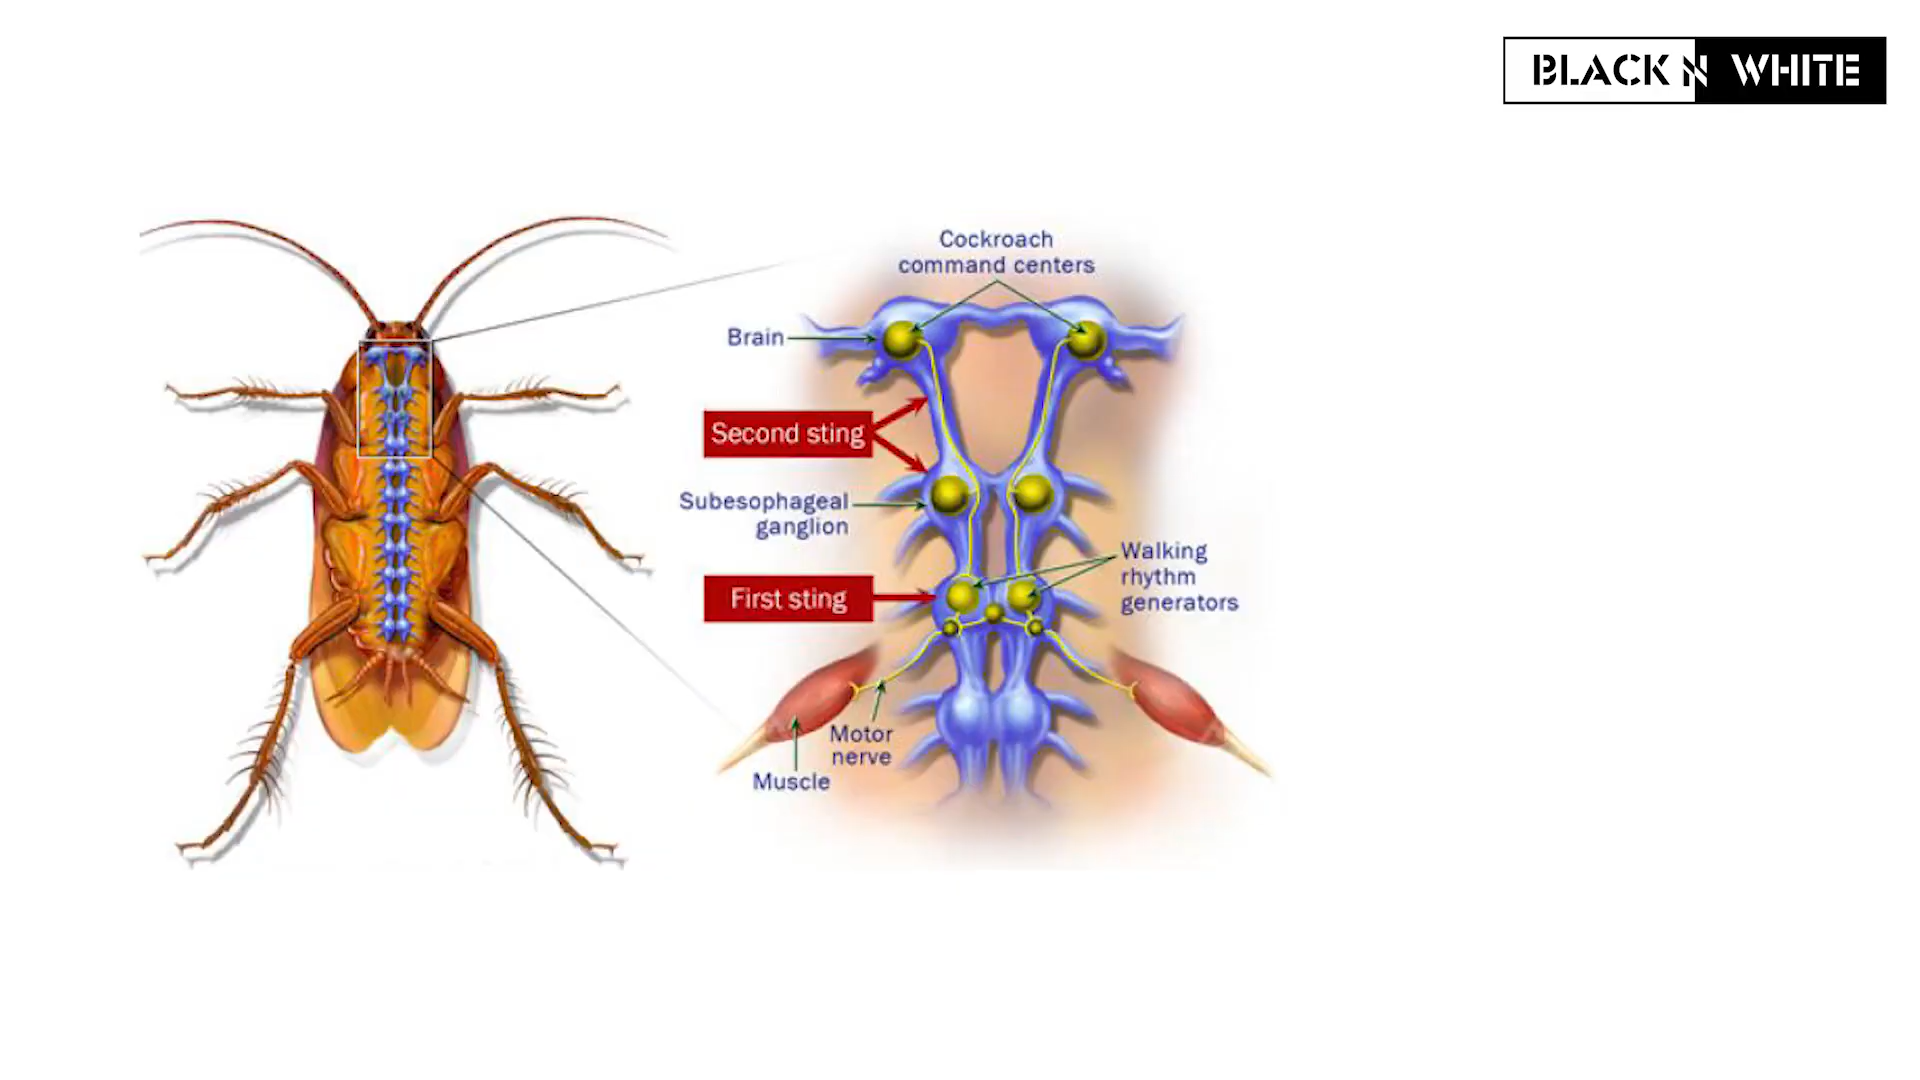 BLACK N WHITE
Cockroach
command centers
Brain
Second sting
Subesophageal
ganglion
Walking
rhythm
generators
First sting
Motor
nerve
Muscle